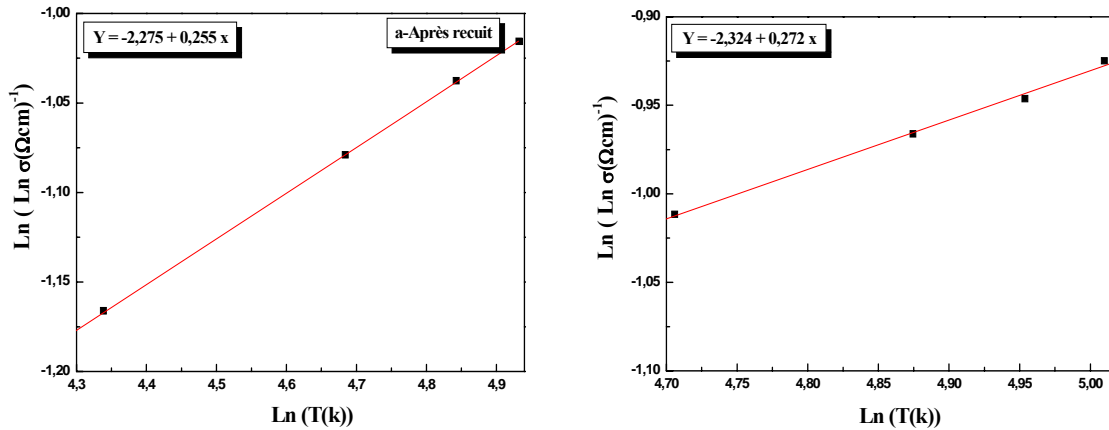 Y = -2,275 + 0,255 x
a-Après recuit
-1,00
-1,05
-1,10
-1,15
-1,20
Ln ( Ln σ(Ωcm)⁻¹)
4,3 4,4 4,5 4,6 4,7 4,8 4,9
Ln (T(k))
Y = -2,324 + 0,272 x
-0,90
-0,95
-1,00
-1,05
-1,10
Ln ( Ln σ(Ωcm)⁻¹)
4,70 4,75 4,80 4,85 4,90 4,95 5,00
Ln (T(k))